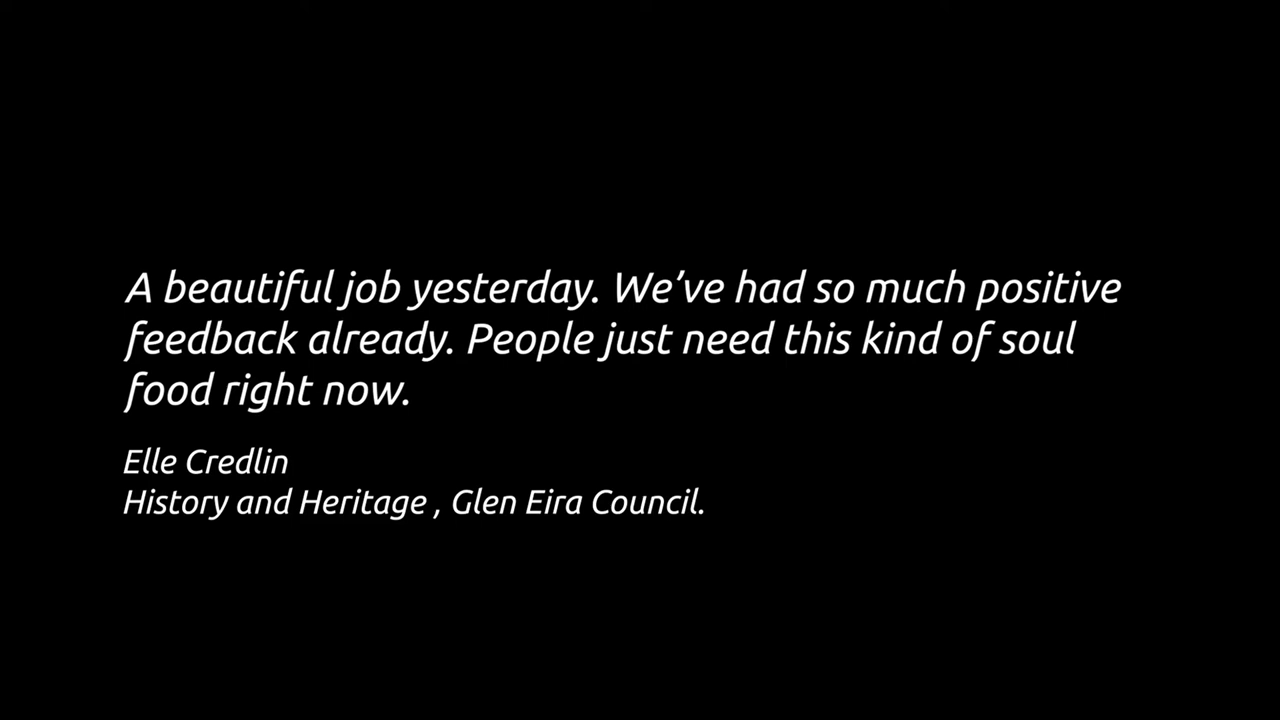 A beautiful job yesterday. We’ve had so much positive
feedback already. People just need this kind of soul
food right now.
Elle Credlin
History and Heritage , Glen Eira Council.